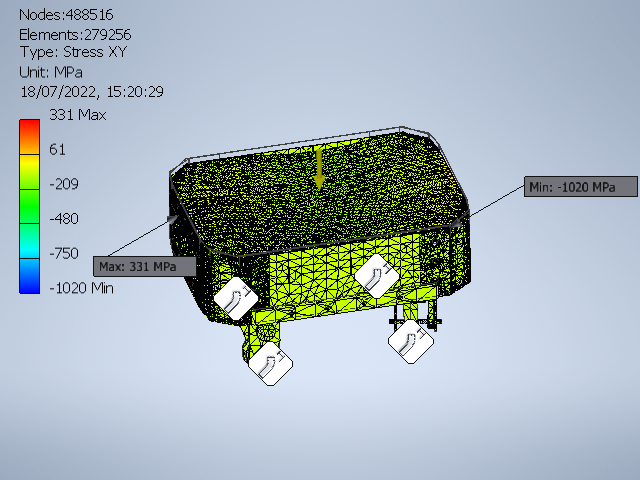 Nodes:488516
Elements:279256
Type: Stress XY
Unit: MPa
18/07/2022, 15:20:29
331 Max
61
-209
-480
-750
-1020 Min
Min: -1020 MPa
Max: 331 MPa